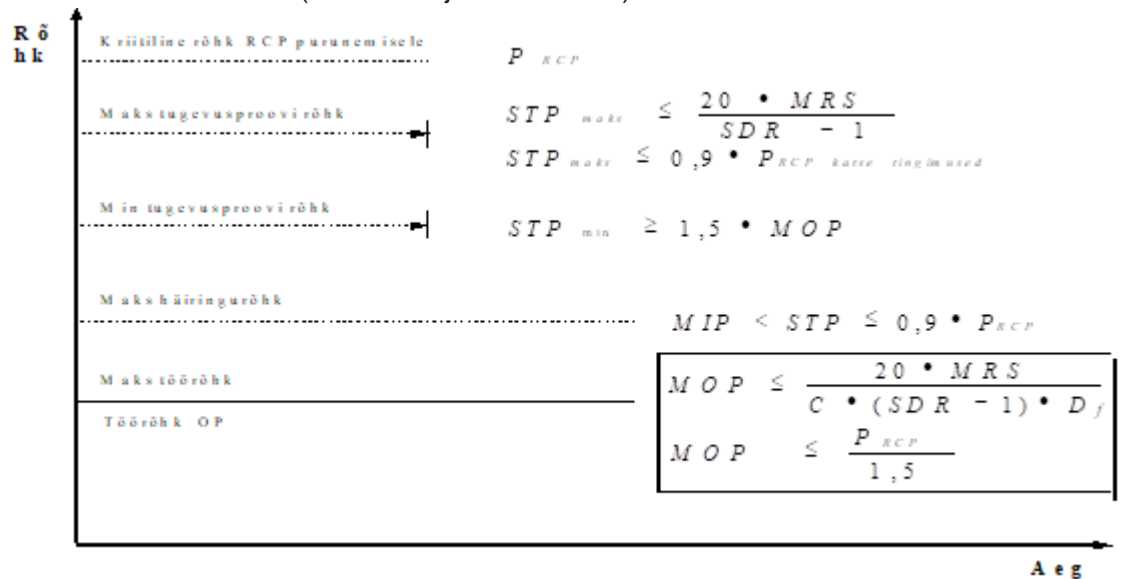 Rõ
hk
Kriitiline rõhk RCP purunemisele
P RCP
Maks tugevusproovi rõhk
STP maks ≤ 20 • MRS / SDR − 1
STP maks ≤ 0,9 • P RCP katse tingimused
Min tugevusproovi rõhk
STP min ≥ 1,5 • MOP
Maks häiringurõhk
MIP < STP ≤ 0,9 • P RCP
Maks töörõhk
MOP ≤ 20 • MRS / C • (SDR − 1) • D f
Töörõhk OP
MOP ≤ P RCP / 1,5
Aeg